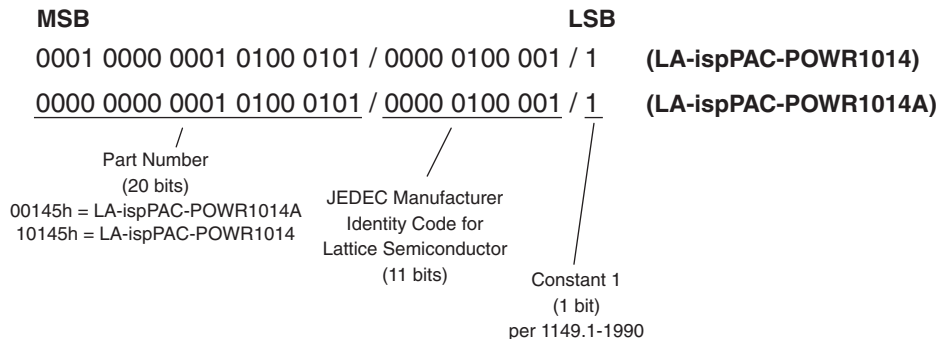 MSB LSB
0001 0000 0001 0100 0101 / 0000 0100 001 / 1 (LA-ispPAC-POWR1014)
0000 0000 0001 0100 0101 / 0000 0100 001 / 1 (LA-ispPAC-POWR1014A)
Part Number
(20 bits)
00145h = LA-ispPAC-POWR1014A
10145h = LA-ispPAC-POWR1014
JEDEC Manufacturer
Identity Code for
Lattice Semiconductor
(11 bits)
Constant 1
(1 bit)
per 1149.1-1990